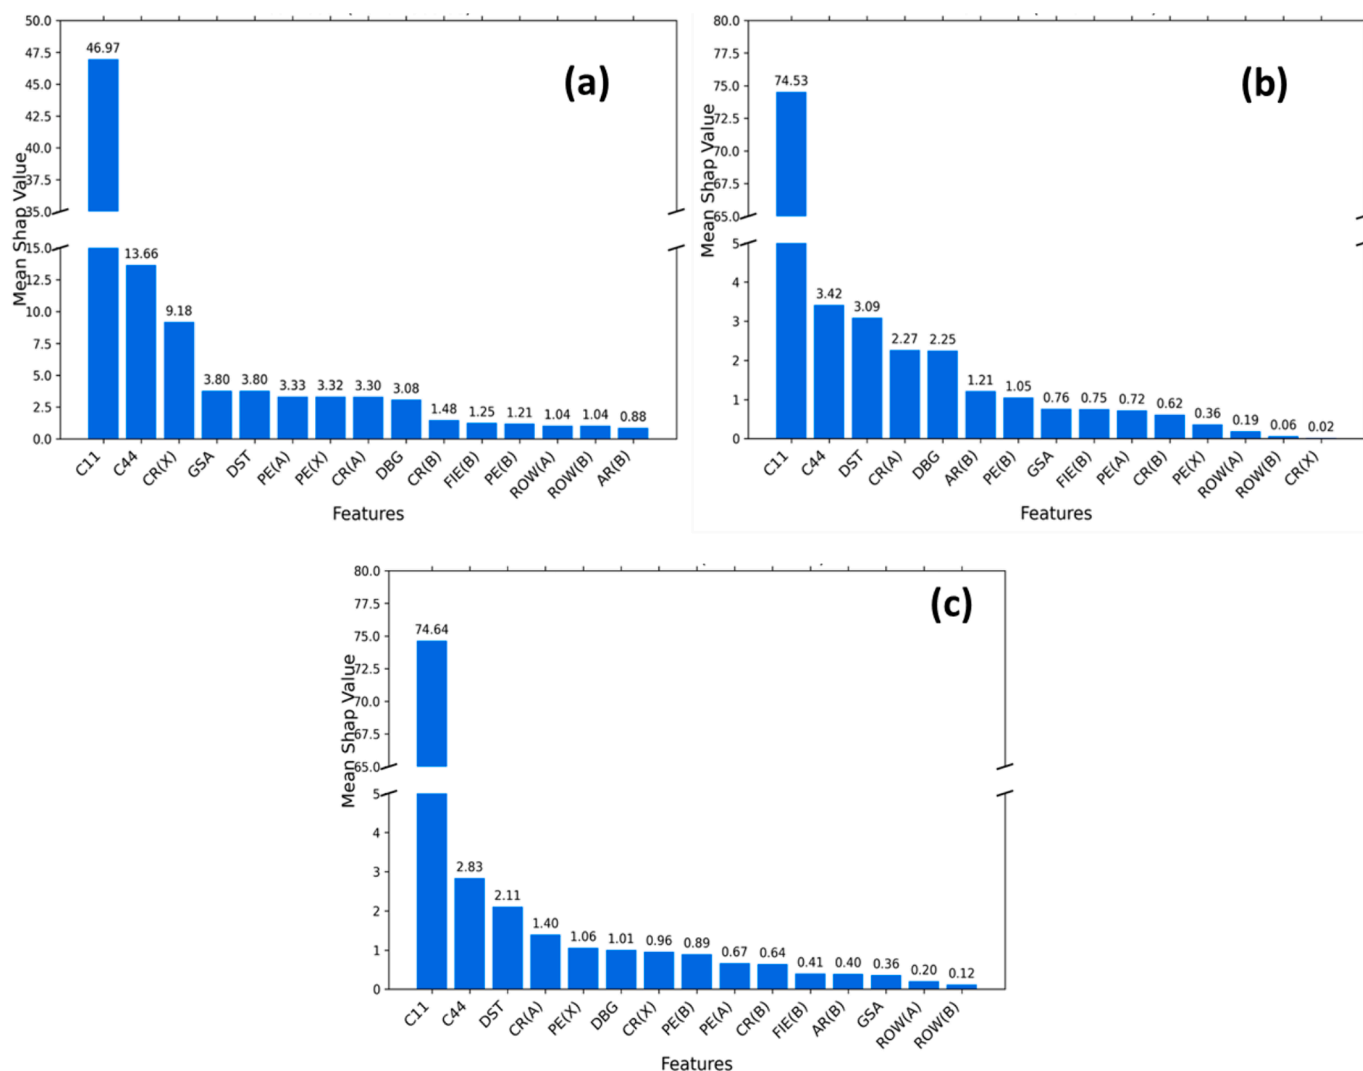 (a)
Mean Shap Value
50.0
47.5
45.0
42.5
40.0
37.5
35.0
15.0
12.5
10.0
7.5
5.0
2.5
0.0
46.97
13.66
9.18
3.80
3.80
3.33
3.32
3.30
3.08
1.48
1.25
1.21
1.04
1.04
0.88
C11
C44
CR(X)
GSA
DST
PE(A)
PE(X)
CR(A)
DBG
CR(B)
FIE(B)
PE(B)
ROW(A)
ROW(B)
AR(B)
Features
(b)
Mean Shap Value
80.0
77.5
75.0
72.5
70.0
67.5
65.0
5
4
3
2
1
0
74.53
3.42
3.09
2.27
2.25
1.21
1.05
0.76
0.75
0.72
0.62
0.36
0.19
0.06
0.02
C11
C44
DST
CR(A)
DBG
AR(B)
PE(B)
GSA
FIE(B)
PE(A)
CR(B)
PE(X)
ROW(A)
ROW(B)
CR(X)
Features
(c)
Mean Shap Value
80.0
77.5
75.0
72.5
70.0
67.5
65.0
5
4
3
2
1
0
74.64
2.83
2.11
1.40
1.06
1.01
0.96
0.89
0.67
0.64
0.41
0.40
0.36
0.20
0.12
C11
C44
DST
CR(A)
PE(X)
DBG
CR(X)
PE(B)
PE(A)
CR(B)
FIE(B)
AR(B)
GSA
ROW(A)
ROW(B)
Features